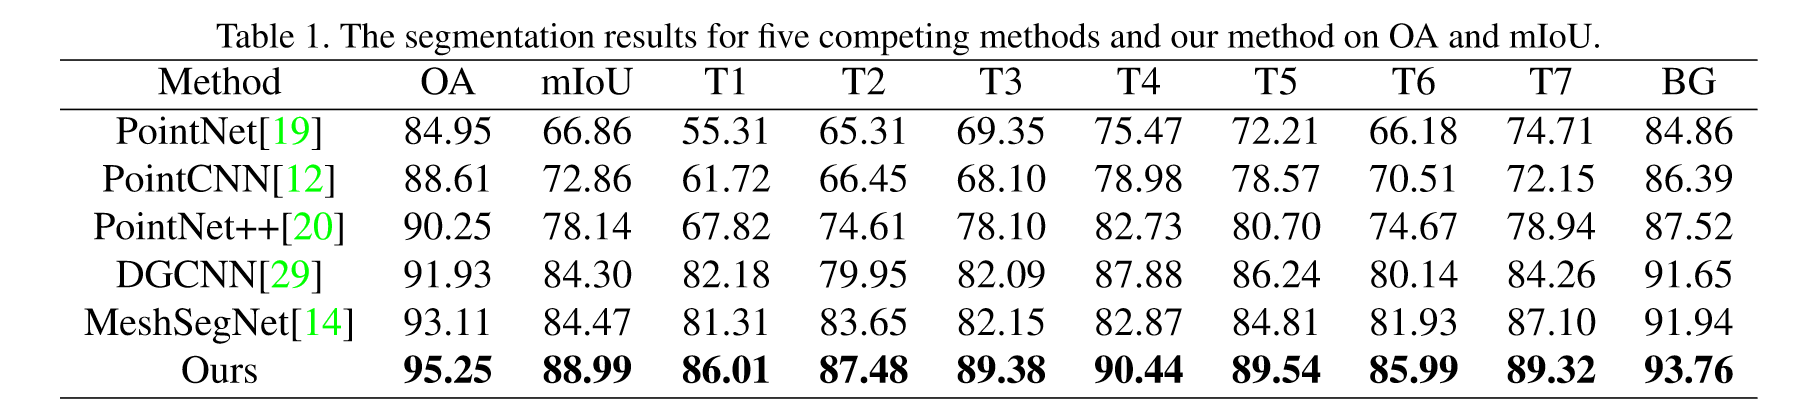 Table 1. The segmentation results for five competing methods and our method on OA and mIoU.
Method OA mIoU T1 T2 T3 T4 T5 T6 T7 BG
PointNet[19] 84.95 66.86 55.31 65.31 69.35 75.47 72.21 66.18 74.71 84.86
PointCNN[12] 88.61 72.86 61.72 66.45 68.10 78.98 78.57 70.51 72.15 86.39
PointNet++[20] 90.25 78.14 67.82 74.61 78.10 82.73 80.70 74.67 78.94 87.52
DGCNN[29] 91.93 84.30 82.18 79.95 82.09 87.88 86.24 80.14 84.26 91.65
MeshSegNet[14] 93.11 84.47 81.31 83.65 82.15 82.87 84.81 81.93 87.10 91.94
Ours 95.25 88.99 86.01 87.48 89.38 90.44 89.54 85.99 89.32 93.76